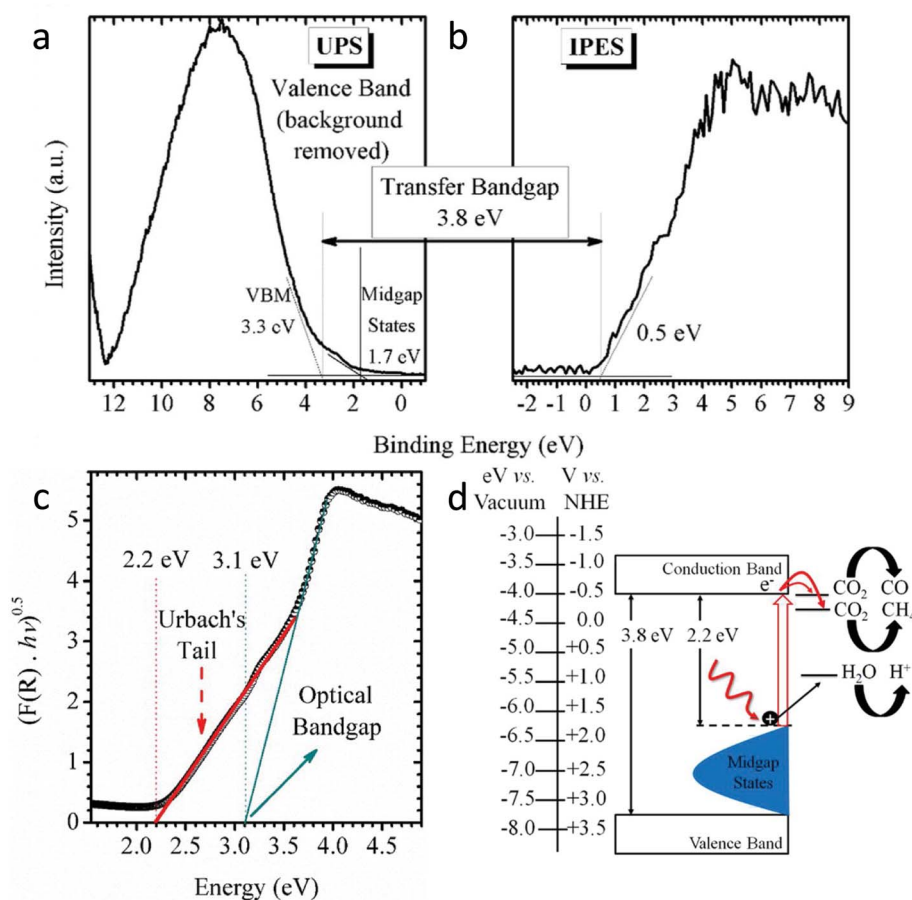 a
UPS
Valence Band
(background
removed)
b
IPES
Transfer Bandgap
3.8 eV
VBM
3.3 eV
Midgap
States
1.7 eV
0.5 eV
Intensity (a.u.)
12 10 8 6 4 2 0
-2 -1 0 1 2 3 4 5 6 7 8 9
Binding Energy (eV)
c
2.2 eV
3.1 eV
Urbach's
Tail
Optical
Bandgap
(F(R) . hν)^0.5
5
4
3
2
1
0
2.0 2.5 3.0 3.5 4.0 4.5
Energy (eV)
eV vs.
Vacuum
V vs.
NHE
d
-3.0 -1.5
-3.5 -1.0
-4.0 -0.5
-4.5 0.0
-5.0 +0.5
-5.5 +1.0
-6.0 +1.5
-6.5 +2.0
-7.0 +2.5
-7.5 +3.0
-8.0 +3.5
Conduction Band
e-
3.8 eV
2.2 eV
+
Midgap
States
Valence Band
CO2 CO
CO2
H2O H+